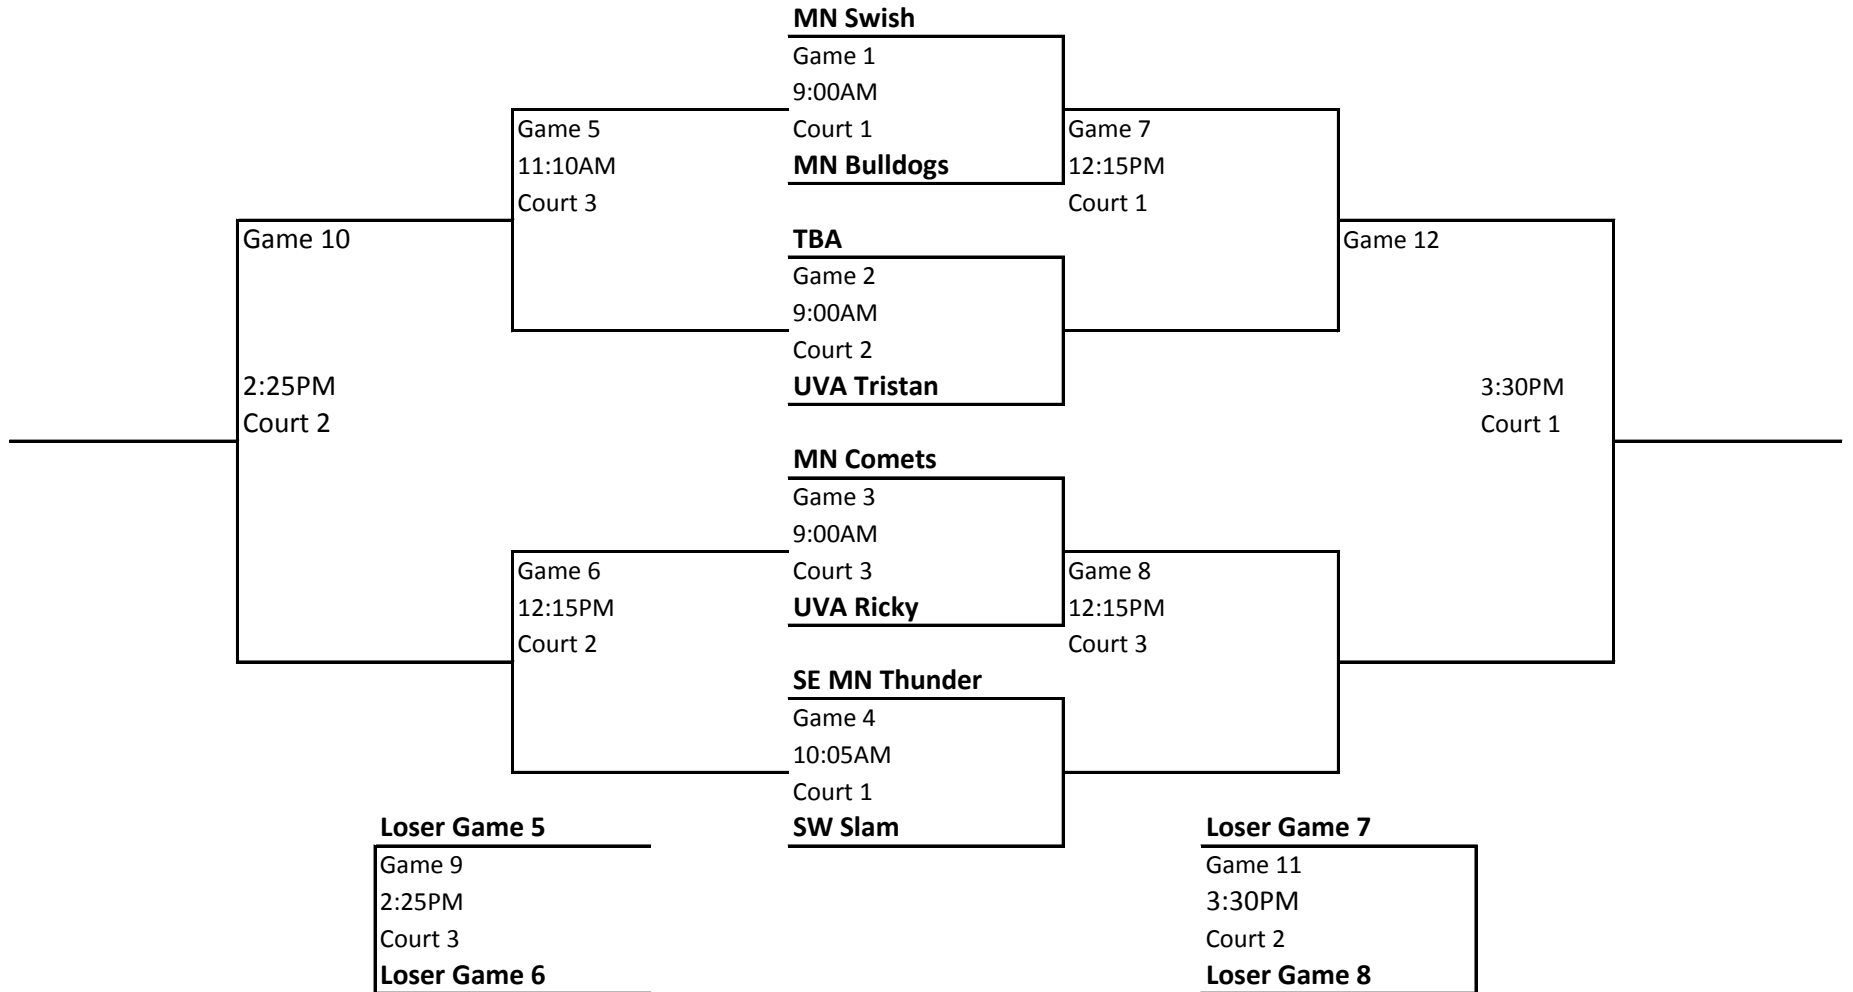 MN Swish
Game 1
9:00AM
Court 1
MN Bulldogs
Game 5
11:10AM
Court 3
Game 7
12:15PM
Court 1
Game 10
2:25PM
Court 2
TBA
Game 2
9:00AM
Court 2
UVA Tristan
Game 12
3:30PM
Court 1
MN Comets
Game 3
9:00AM
Court 3
UVA Ricky
Game 6
12:15PM
Court 2
Game 8
12:15PM
Court 3
SE MN Thunder
Game 4
10:05AM
Court 1
SW Slam
Loser Game 5
Game 9
2:25PM
Court 3
Loser Game 6
Loser Game 7
Game 11
3:30PM
Court 2
Loser Game 8